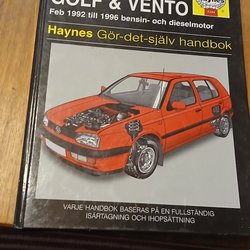 GOLF & VENTO
Feb 1992 till 1996 bensin- och dieselmotor
Haynes Gör-det-själv handbok
VARJE HANDBOK BASERAS PÅ EN FULLSTÄNDIG
ISÄRTAGNING OCH IHOPSÄTTNING